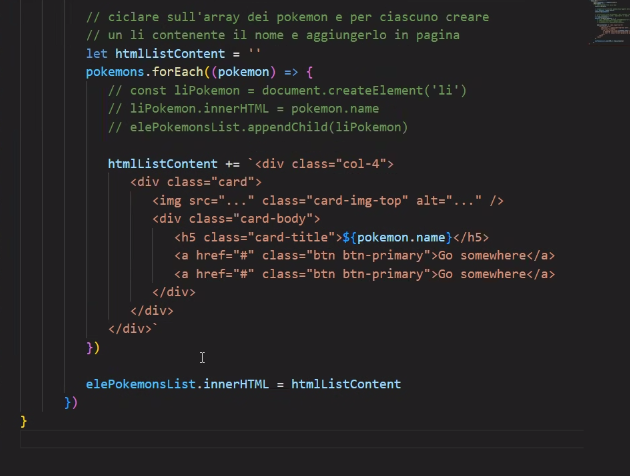 // ciclare sull'array dei pokemon e per ciascuno creare
// un li contenente il nome e aggiungerlo in pagina
let htmlListContent = ''
pokemons.forEach((pokemon) => {
// const liPokemon = document.createElement('li')
// liPokemon.innerHTML = pokemon.name
// elePokemonsList.appendChild(liPokemon)
htmlListContent += `<div class="col-4">
<div class="card">
<img src="..." class="card-img-top" alt="..." />
<div class="card-body">
<h5 class="card-title">${pokemon.name}</h5>
<a href="#" class="btn btn-primary">Go somewhere</a>
<a href="#" class="btn btn-primary">Go somewhere</a>
</div>
</div>
</div>`
})
elePokemonsList.innerHTML = htmlListContent
})
}